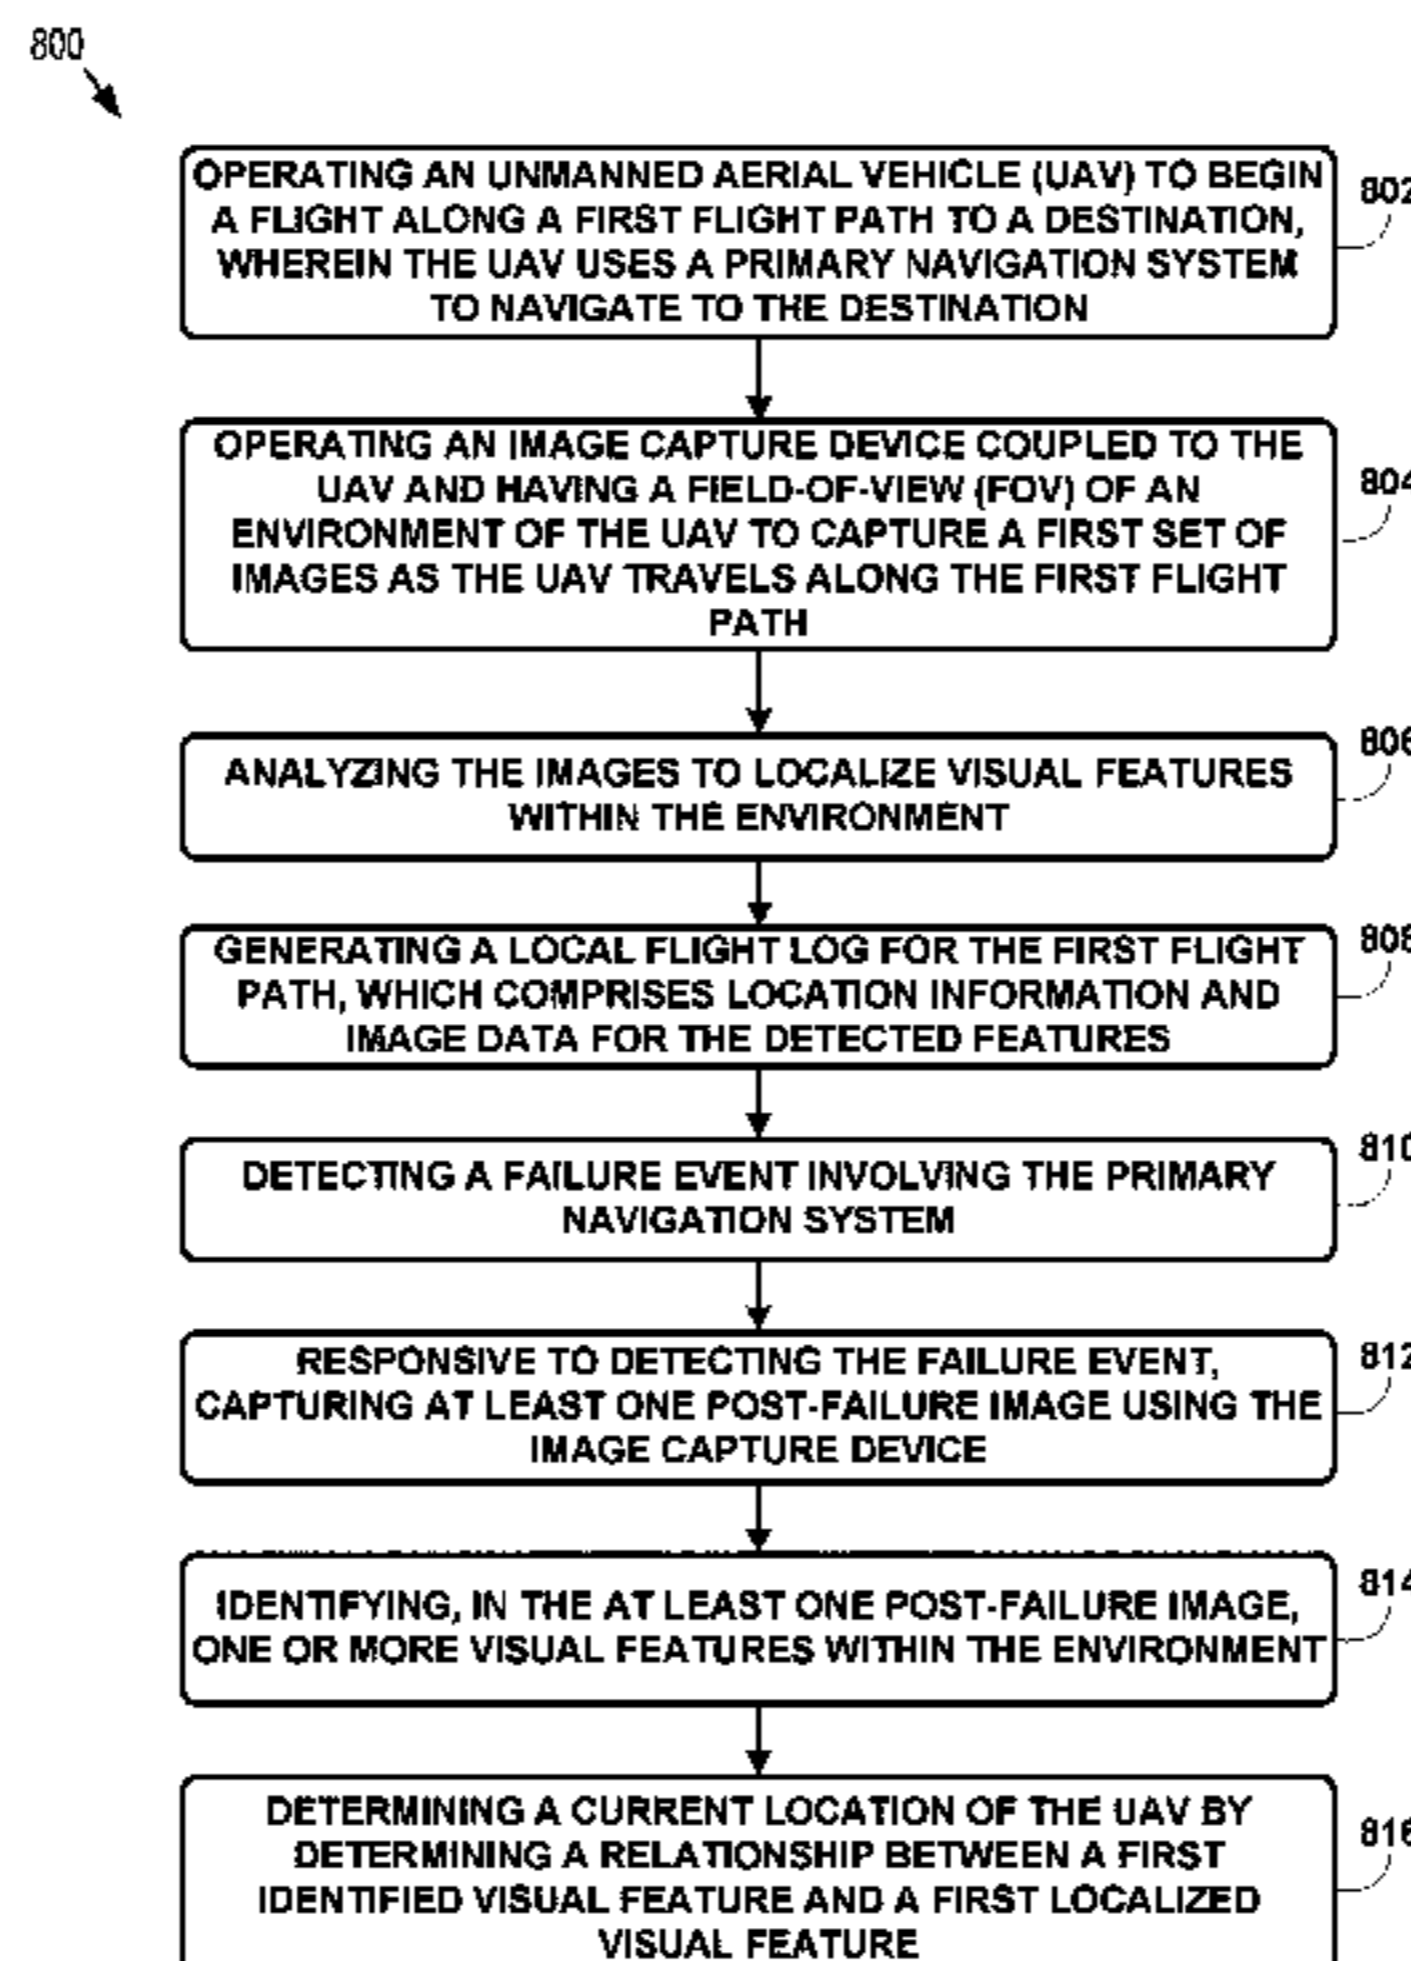 800
OPERATING AN UNMANNED AERIAL VEHICLE (UAV) TO BEGIN
A FLIGHT ALONG A FIRST FLIGHT PATH TO A DESTINATION,
WHEREIN THE UAV USES A PRIMARY NAVIGATION SYSTEM
TO NAVIGATE TO THE DESTINATION
802
OPERATING AN IMAGE CAPTURE DEVICE COUPLED TO THE
UAV AND HAVING A FIELD-OF-VIEW (FOV) OF AN
ENVIRONMENT OF THE UAV TO CAPTURE A FIRST SET OF
IMAGES AS THE UAV TRAVELS ALONG THE FIRST FLIGHT
PATH
804
ANALYZING THE IMAGES TO LOCALIZE VISUAL FEATURES
WITHIN THE ENVIRONMENT
806
GENERATING A LOCAL FLIGHT LOG FOR THE FIRST FLIGHT
PATH, WHICH COMPRISES LOCATION INFORMATION AND
IMAGE DATA FOR THE DETECTED FEATURES
808
DETECTING A FAILURE EVENT INVOLVING THE PRIMARY
NAVIGATION SYSTEM
810
RESPONSIVE TO DETECTING THE FAILURE EVENT,
CAPTURING AT LEAST ONE POST-FAILURE IMAGE USING THE
IMAGE CAPTURE DEVICE
812
IDENTIFYING, IN THE AT LEAST ONE POST-FAILURE IMAGE,
ONE OR MORE VISUAL FEATURES WITHIN THE ENVIRONMENT
814
DETERMINING A CURRENT LOCATION OF THE UAV BY
DETERMINING A RELATIONSHIP BETWEEN A FIRST
IDENTIFIED VISUAL FEATURE AND A FIRST LOCALIZED
VISUAL FEATURE
816